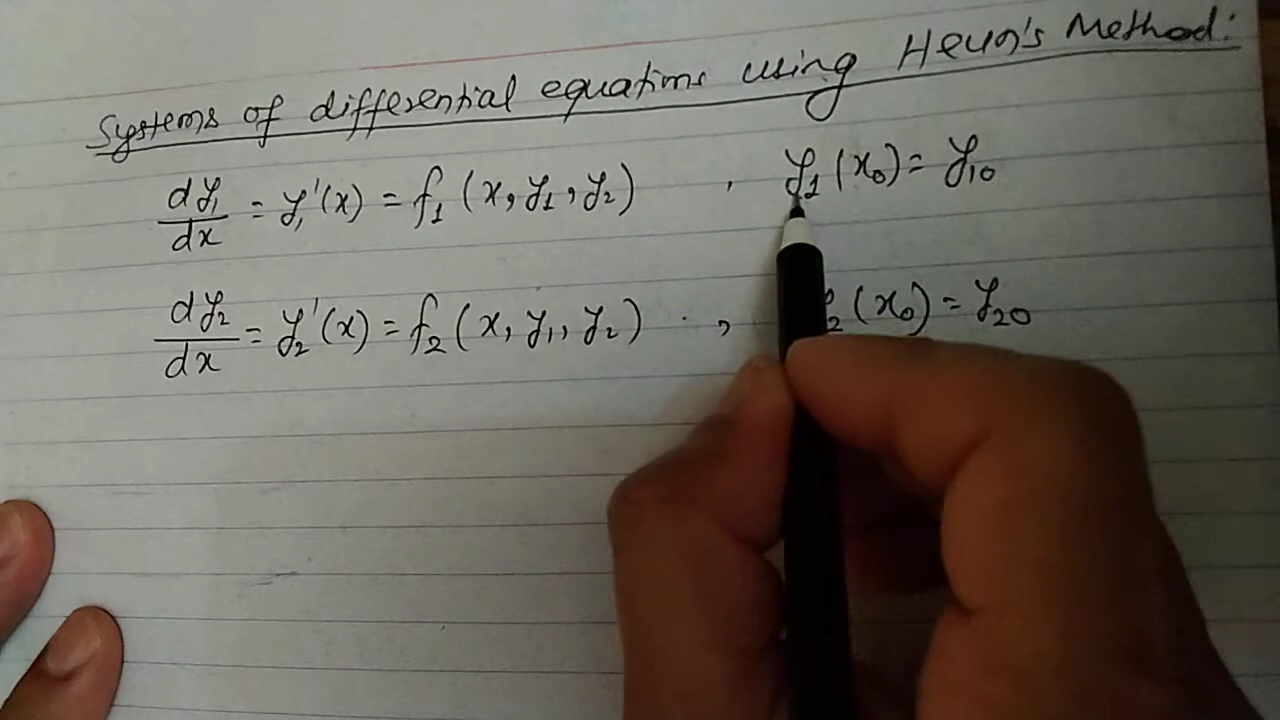 Systems of differential equations using Heun's Method:
dy₁/dx = y₁'(x) = f₁(x, y₁, y₂) , y₁(x₀) = y₁₀
dy₂/dx = y₂'(x) = f₂(x, y₁, y₂) , y₂(x₀) = y₂₀